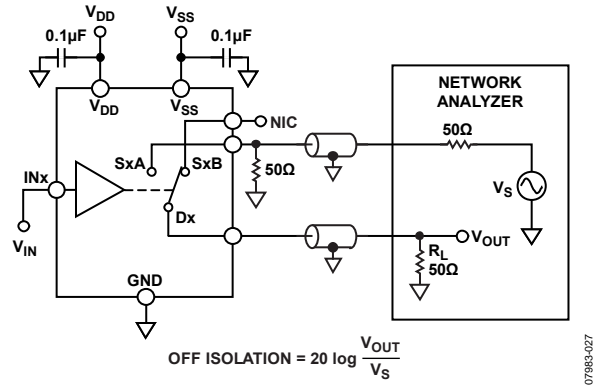 VDD
VSS
0.1µF
0.1µF
VDD
VSS
NIC
NETWORK
ANALYZER
50Ω
SxA
SxB
50Ω
INx
VS
Dx
VIN
VOUT
RL
50Ω
GND
OFF ISOLATION = 20 log VOUT/VS
07983-027